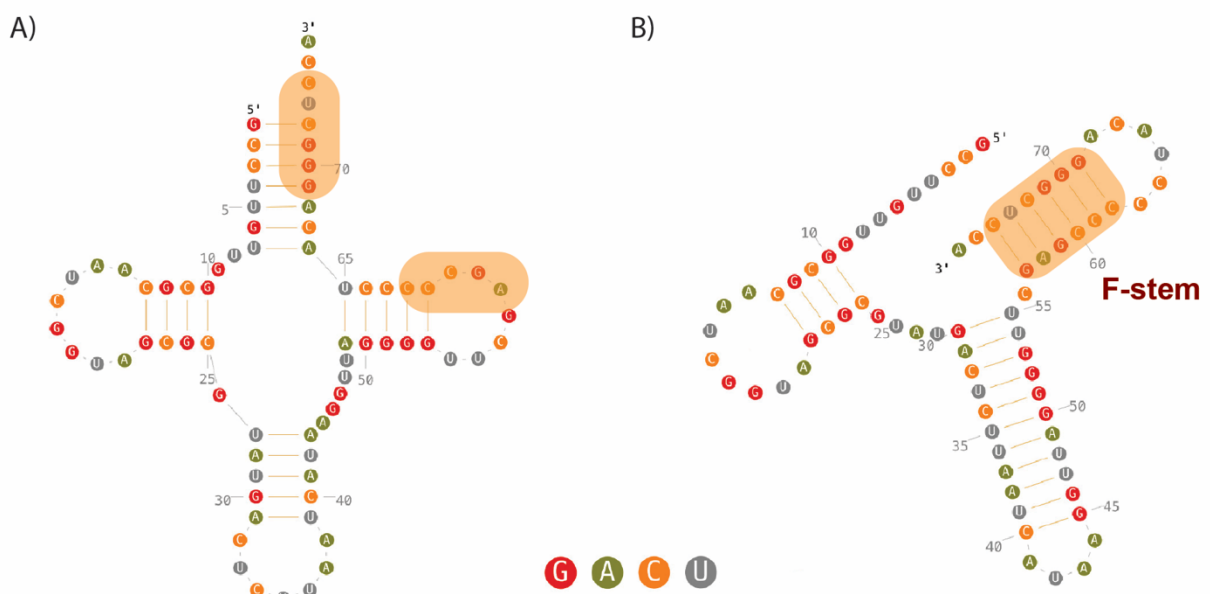 A)
3'
A
C
C
U
5'
G C
C G
C G
70
U G
5
U A
G C
U A
10
65
U A A C G C G G U
U C C C C C G A
C G G U A G C G C
A G G G G U U C G
25
50
G
U U G G A
U A
A U
U A
30
G C
40
A U
C U C
A A U U
G A C U
B)
5'
G C C U U G U U G G
10
70
A C A U C C
G G G C U C C A
3'
G A G C C C
60
F-stem
C G C A A U C G G U A G C G C
25
G U A U G
30
C U U G G G G
55
A C U C U U A A U C
35
50
A U U G G
45
40
A U A A
G A C U